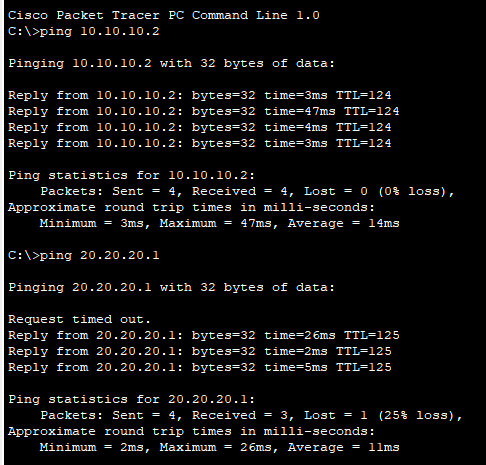 Cisco Packet Tracer PC Command Line 1.0
C:\>ping 10.10.10.2
Pinging 10.10.10.2 with 32 bytes of data:
Reply from 10.10.10.2: bytes=32 time=3ms TTL=124
Reply from 10.10.10.2: bytes=32 time=47ms TTL=124
Reply from 10.10.10.2: bytes=32 time=4ms TTL=124
Reply from 10.10.10.2: bytes=32 time=3ms TTL=124
Ping statistics for 10.10.10.2:
Packets: Sent = 4, Received = 4, Lost = 0 (0% loss),
Approximate round trip times in milli-seconds:
Minimum = 3ms, Maximum = 47ms, Average = 14ms
C:\>ping 20.20.20.1
Pinging 20.20.20.1 with 32 bytes of data:
Request timed out.
Reply from 20.20.20.1: bytes=32 time=26ms TTL=125
Reply from 20.20.20.1: bytes=32 time=2ms TTL=125
Reply from 20.20.20.1: bytes=32 time=5ms TTL=125
Ping statistics for 20.20.20.1:
Packets: Sent = 4, Received = 3, Lost = 1 (25% loss),
Approximate round trip times in milli-seconds:
Minimum = 2ms, Maximum = 26ms, Average = 11ms